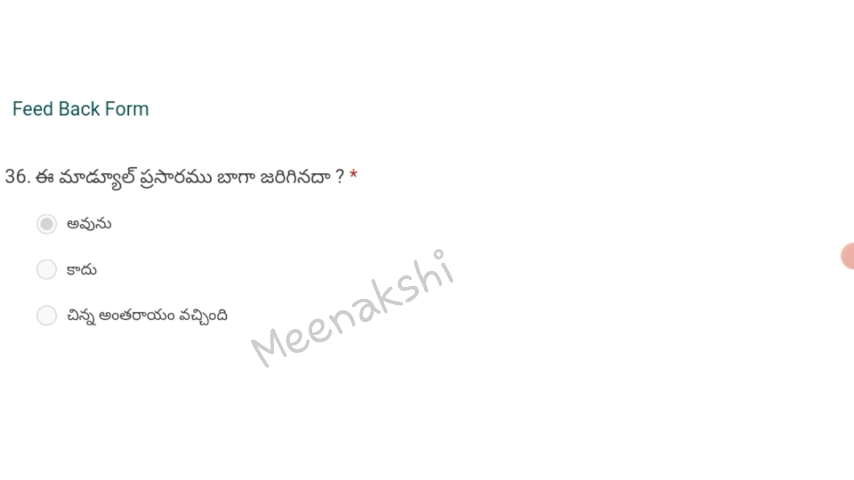 Feed Back Form
36. ఈ మాడ్యూల్ ప్రసారము బాగా జరిగినదా ? *
అవును
కాదు
చిన్న అంతరాయం వచ్చింది
Meenakshi